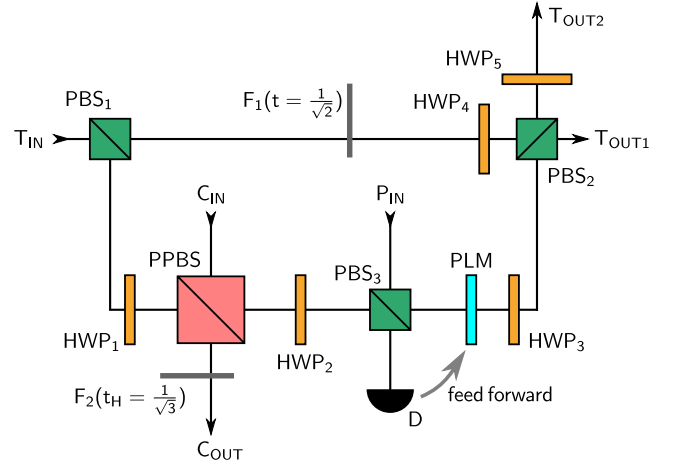 T_OUT2
HWP_5
PBS_1
F_1(t = 1/√2)
HWP_4
T_IN
T_OUT1
PBS_2
C_IN
P_IN
PPBS
PBS_3
PLM
HWP_1
HWP_2
HWP_3
F_2(t_H = 1/√3)
feed forward
D
C_OUT